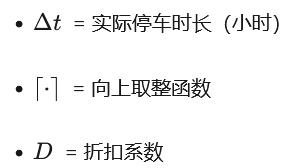 • Δt = 实际停车时长（小时）
• ⌈·⌉ = 向上取整函数
• D = 折扣系数